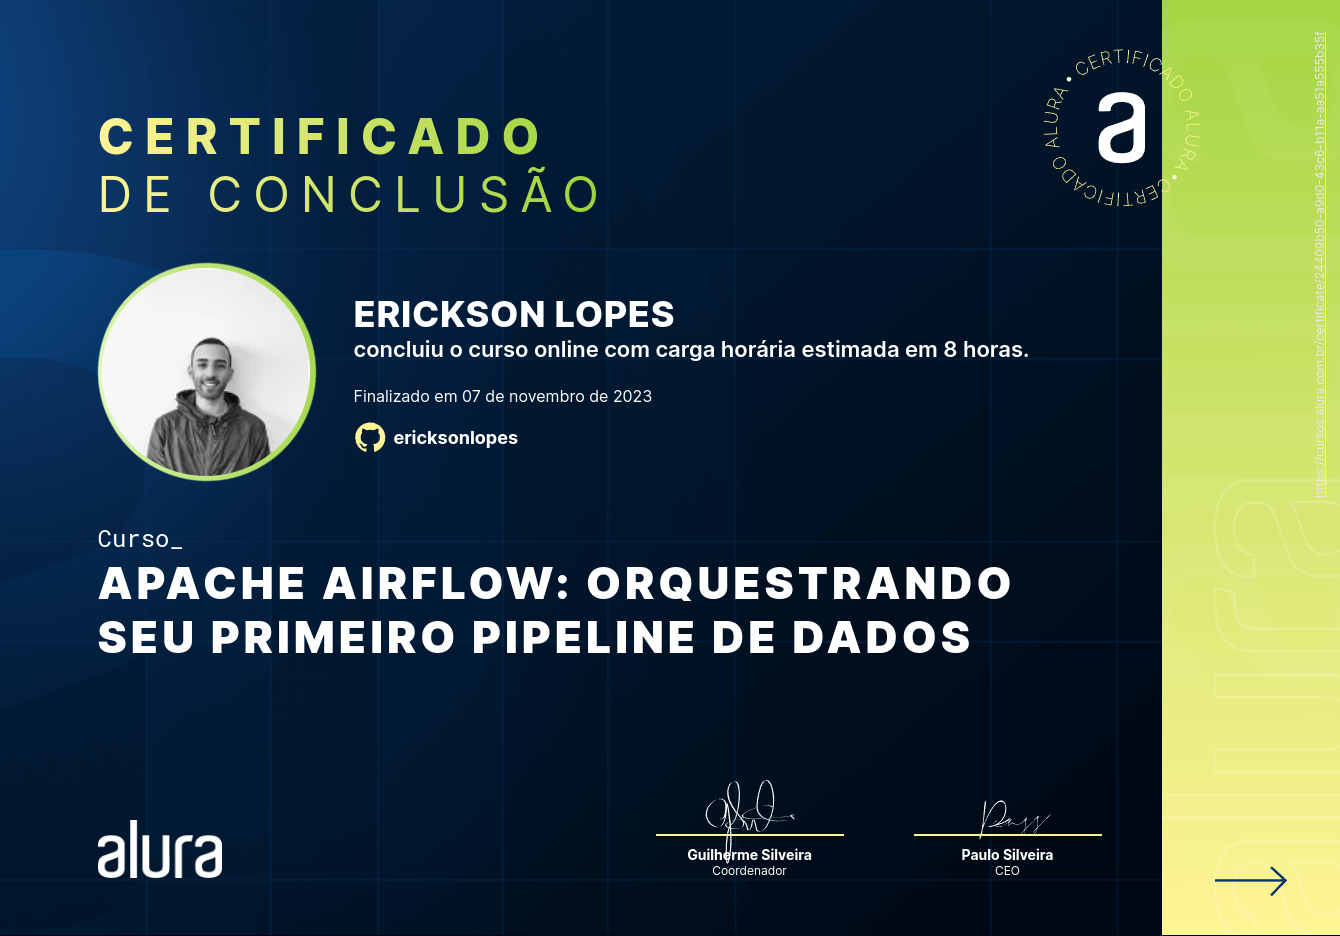 CERTIFICADO
DE CONCLUSÃO
CERTIFICADO ALURA • CERTIFICADO ALURA •
a
ERICKSON LOPES
concluiu o curso online com carga horária estimada em 8 horas.
Finalizado em 07 de novembro de 2023
ericksonlopes
Curso_
APACHE AIRFLOW: ORQUESTRANDO
SEU PRIMEIRO PIPELINE DE DADOS
alura
Guilherme Silveira
Coordenador
Paulo Silveira
CEO
https://cursos.alura.com.br/certificate/24409b50-a9d0-43c6-b11a-aa51a555b35f
alura